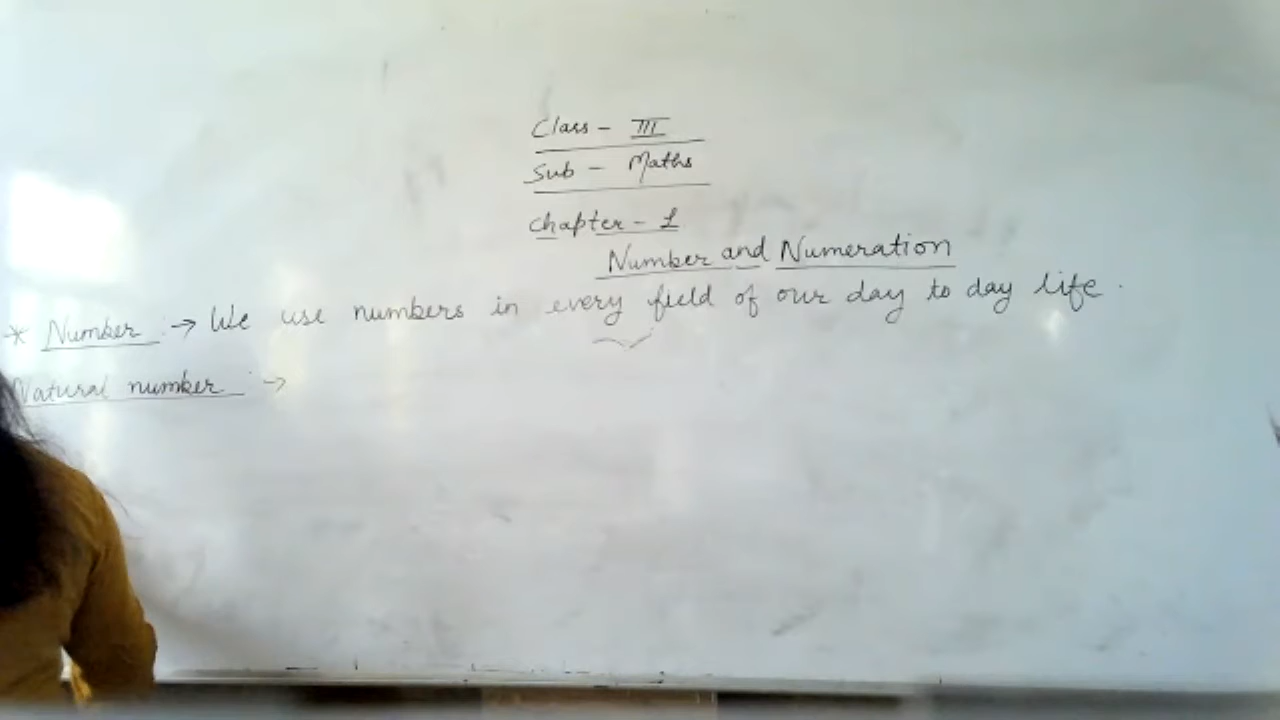 Class - III
Sub - Maths
Chapter - 1
Number and Numeration
* Number :→ We use numbers in every field of our day to day life.
Natural number :→